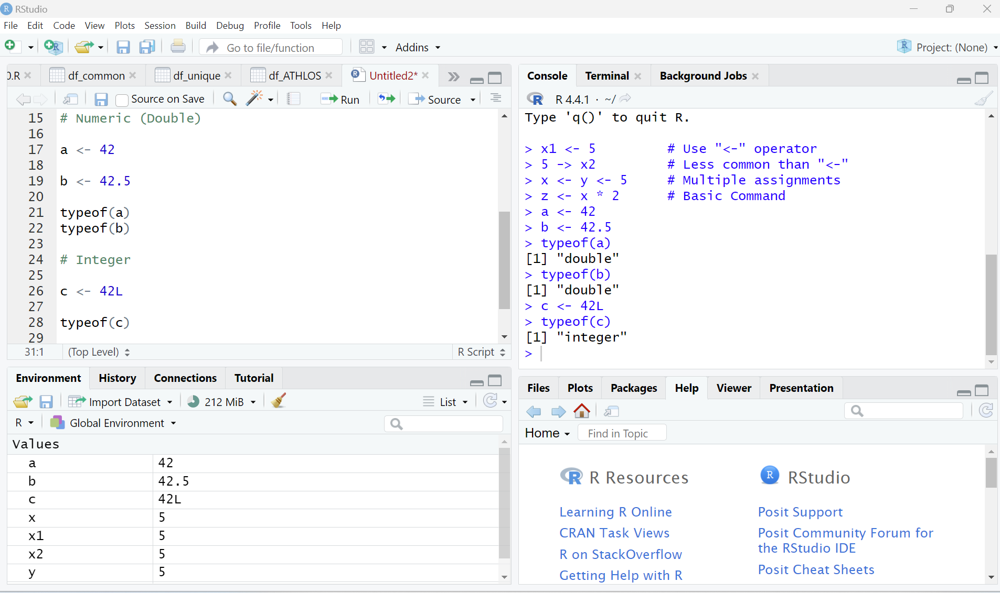 RStudio
File Edit Code View Plots Session Build Debug Profile Tools Help
Go to file/function Addins Project: (None)
O.R df_common df_unique df_ATHLOS Untitled2*
Source on Save Run Source
15 # Numeric (Double)
16
17 a <- 42
18
19 b <- 42.5
20
21 typeof(a)
22 typeof(b)
23
24 # Integer
25
26 c <- 42L
27
28 typeof(c)
29
31:1 (Top Level) R Script
Console Terminal Background Jobs
R 4.4.1 · ~/
Type 'q()' to quit R.
> x1 <- 5         # Use "<-" operator
> 5 -> x2         # Less common than "<-"
> x <- y <- 5     # Multiple assignments
> z <- x * 2      # Basic Command
> a <- 42
> b <- 42.5
> typeof(a)
[1] "double"
> typeof(b)
[1] "double"
> c <- 42L
> typeof(c)
[1] "integer"
>
Environment History Connections Tutorial
Import Dataset 212 MiB List
R Global Environment
Values
a 42
b 42.5
c 42L
x 5
x1 5
x2 5
y 5
Files Plots Packages Help Viewer Presentation
Home Find in Topic
R Resources
Learning R Online
CRAN Task Views
R on StackOverflow
Getting Help with R
R RStudio
Posit Support
Posit Community Forum for
the RStudio IDE
Posit Cheat Sheets